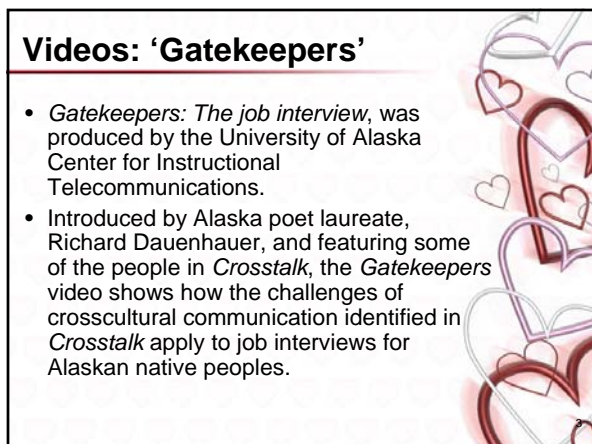 Videos: ‘Gatekeepers’
• Gatekeepers: The job interview, was
produced by the University of Alaska
Center for Instructional
Telecommunications.
• Introduced by Alaska poet laureate,
Richard Dauenhauer, and featuring some
of the people in Crosstalk, the Gatekeepers
video shows how the challenges of
crosscultural communication identified in
Crosstalk apply to job interviews for
Alaskan native peoples.
3